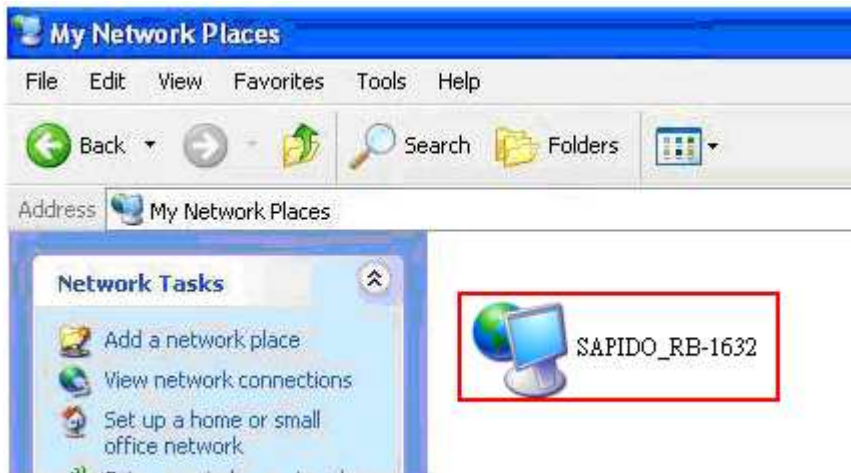 My Network Places
File Edit View Favorites Tools Help
Back Search Folders
Address My Network Places
Network Tasks
Add a network place
View network connections
Set up a home or small
office network
SAPIDO_RB-1632